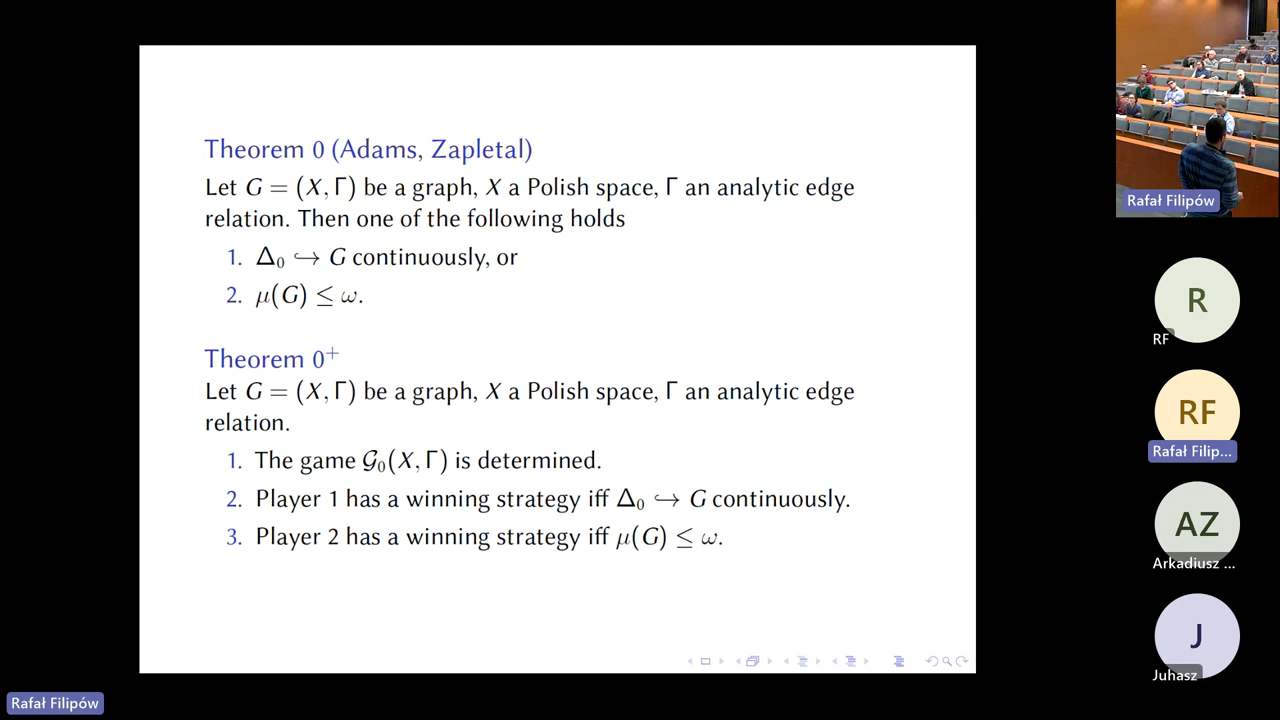 Theorem 0 (Adams, Zapletal)
Let G = (X, Γ) be a graph, X a Polish space, Γ an analytic edge
relation. Then one of the following holds
1. Δ₀ ↪ G continuously, or
2. μ(G) ≤ ω.
Theorem 0⁺
Let G = (X, Γ) be a graph, X a Polish space, Γ an analytic edge
relation.
1. The game 𝒢₀(X, Γ) is determined.
2. Player 1 has a winning strategy iff Δ₀ ↪ G continuously.
3. Player 2 has a winning strategy iff μ(G) ≤ ω.
Rafał Filipów
R
RF
RF
Rafał Filip...
AZ
Arkadiusz ...
J
Juhasz
Rafał Filipów